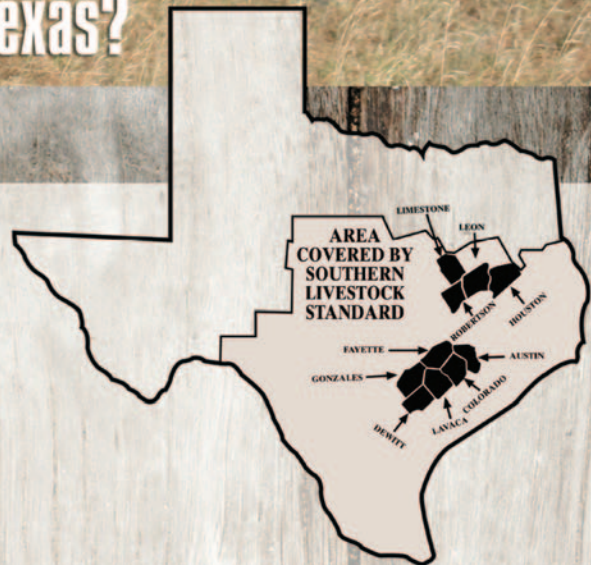 exas?
LIMESTONE
LEON
AREA
COVERED BY
SOUTHERN
LIVESTOCK
STANDARD
ROBERTSON
HOUSTON
FAYETTE
AUSTIN
GONZALES
COLORADO
LAVACA
DEWITT